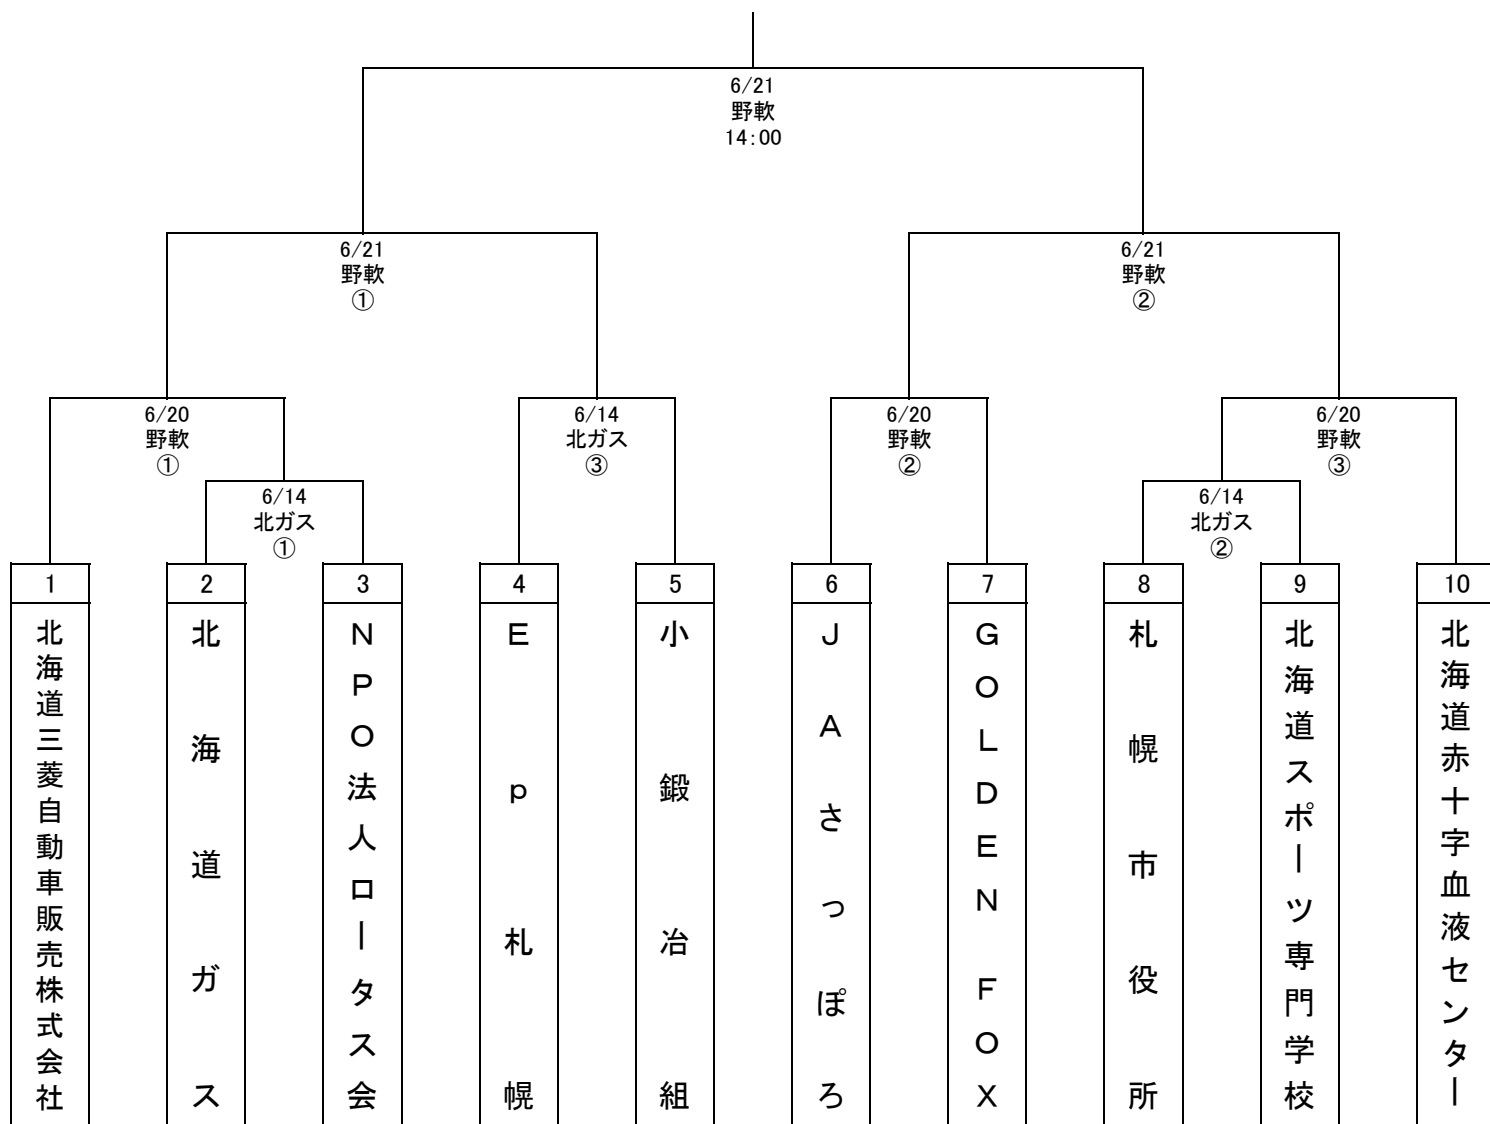 6/21
野軟
14:00
6/21
野軟
①
6/21
野軟
②
6/20
野軟
①
6/14
北ガス
③
6/20
野軟
②
6/20
野軟
③
6/14
北ガス
①
6/14
北ガス
②
1
2
3
4
5
6
7
8
9
10
北海道三菱自動車販売株式会社
北海道ガス
NPO法人ロータス会
Ep札幌
小鍛冶組
JAさっぽろ
GOLDEN FOX
札幌市役所
北海道スポーツ専門学校
北海道赤十字血液センター